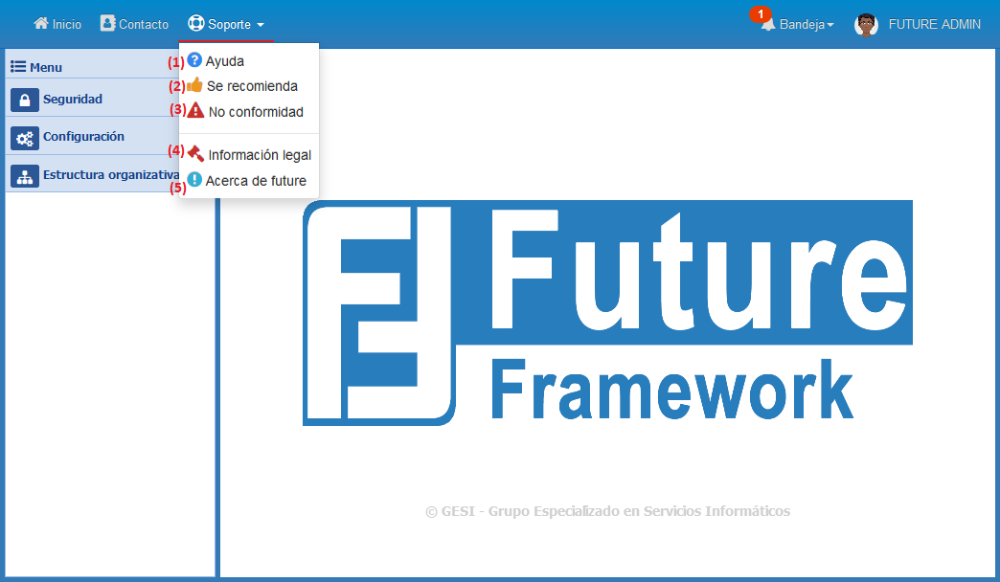 Inicio Contacto Soporte 1 Bandeja FUTURE ADMIN
Menu
Seguridad
Configuración
Estructura organizativa
(1) Ayuda
(2) Se recomienda
(3) No conformidad
(4) Información legal
(5) Acerca de future
Future
Framework
© GESI - Grupo Especializado en Servicios Informáticos